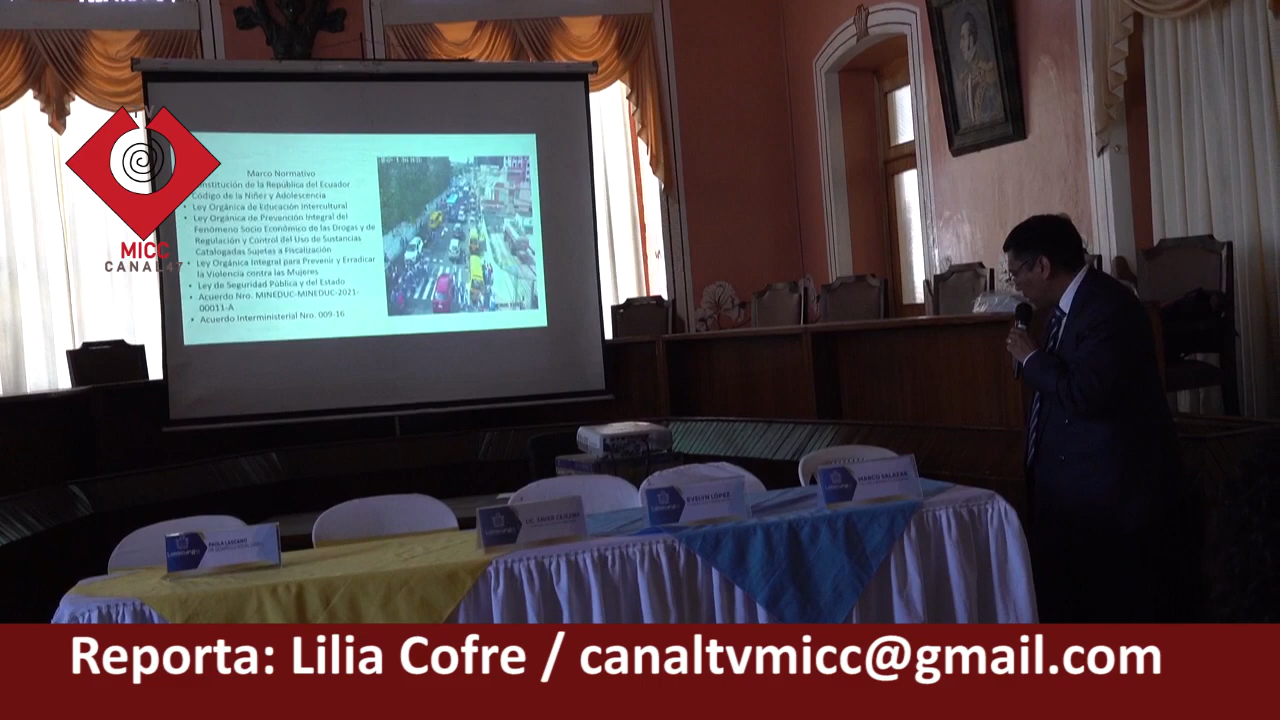 MICC
CANAL47
Marco Normativo
Constitución de la República del Ecuador
Código de la Niñez y Adolescencia
• Ley Orgánica de Educación Intercultural
• Ley Orgánica de Prevención Integral del
Fenómeno Socio Económico de las Drogas y de
Regulación y Control del Uso de Sustancias
Catalogadas Sujetas a Fiscalización
• Ley Orgánica Integral para Prevenir y Erradicar
la Violencia contra las Mujeres
• Ley de Seguridad Pública y del Estado
• Acuerdo Nro. MINEDUC-MINEDUC-2021-
00011-A
• Acuerdo Interministerial Nro. 009-16
PAOLA LASCANO
LIC. XAVIER
EVELYN LÓPEZ
MARCO SALAZAR
Reporta: Lilia Cofre / canaltvmicc@gmail.com